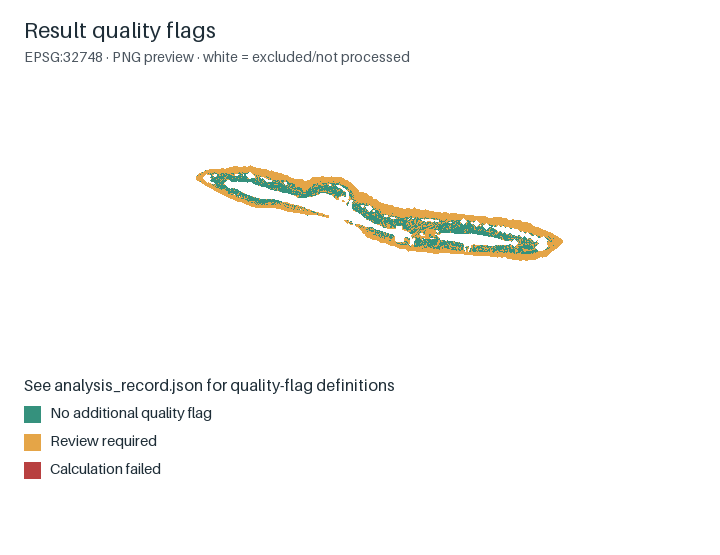 Result quality flags
EPSG:32748 · PNG preview · white = excluded/not processed
See analysis_record.json for quality-flag definitions
No additional quality flag
Review required
Calculation failed